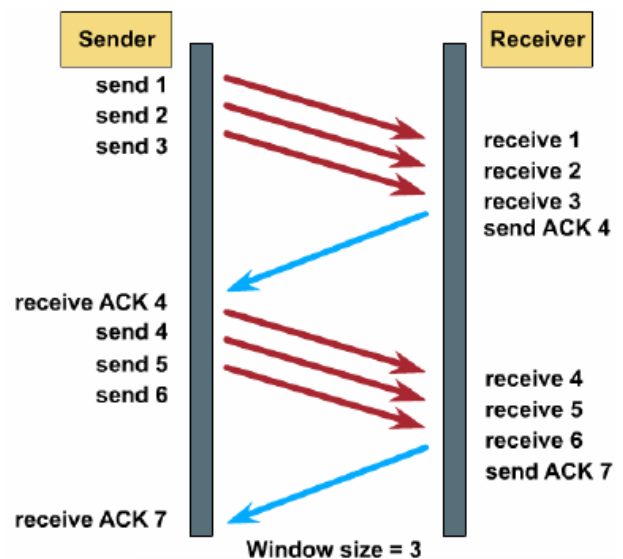 Sender
Receiver
send 1
send 2
send 3
receive 1
receive 2
receive 3
send ACK 4
receive ACK 4
send 4
send 5
send 6
receive 4
receive 5
receive 6
send ACK 7
receive ACK 7
Window size = 3